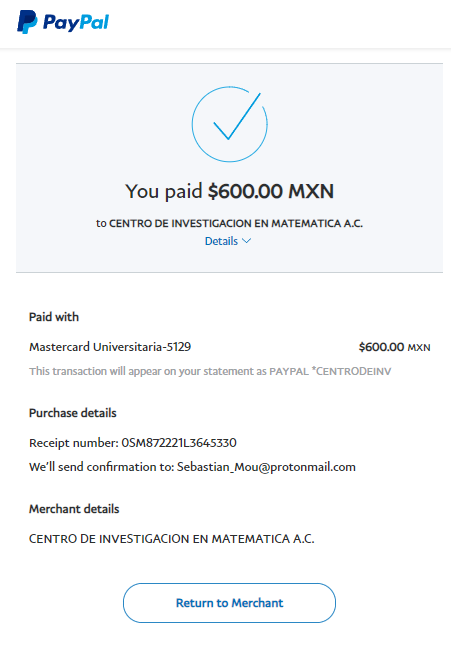 PayPal
You paid $600.00 MXN
to CENTRO DE INVESTIGACION EN MATEMATICA A.C.
Details
Paid with
Mastercard Universitaria-5129 $600.00 MXN
This transaction will appear on your statement as PAYPAL *CENTRODEINV
Purchase details
Receipt number: 0SM872221L3645330
We'll send confirmation to: Sebastian_Mou@protonmail.com
Merchant details
CENTRO DE INVESTIGACION EN MATEMATICA A.C.
Return to Merchant